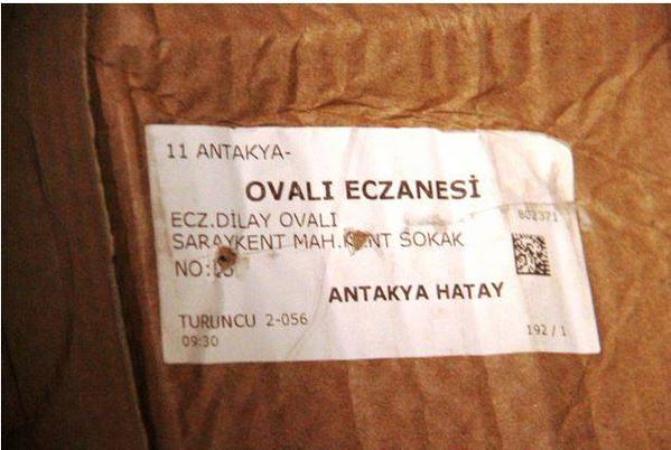 11 ANTAKYA-
OVALI ECZANESİ
ECZ.DİLAY OVALI
802371
SARAYKENT MAH. SOKAK
NO:
ANTAKYA HATAY
TURUNCU 2-056
09:30
192 / 1